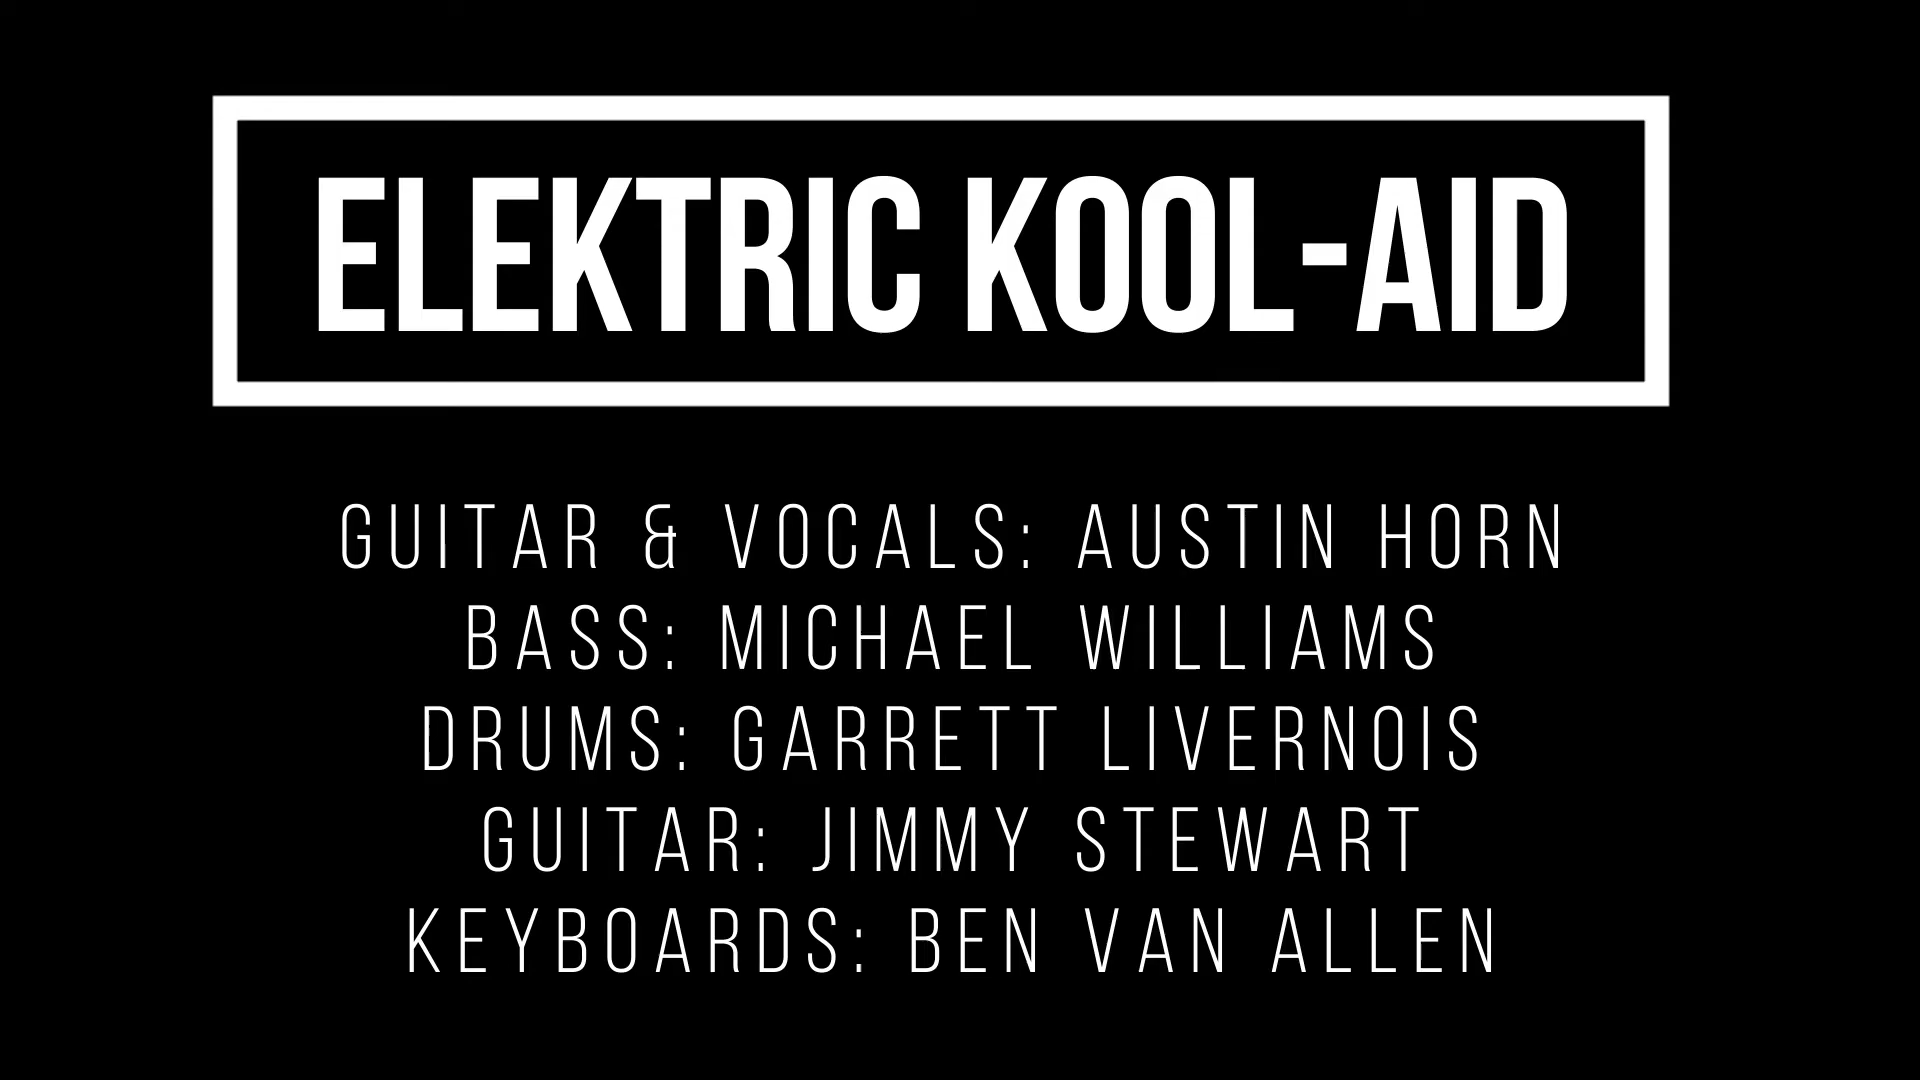 ELEKTRIC KOOL-AID
GUITAR & VOCALS: AUSTIN HORN
BASS: MICHAEL WILLIAMS
DRUMS: GARRETT LIVERNOIS
GUITAR: JIMMY STEWART
KEYBOARDS: BEN VAN ALLEN